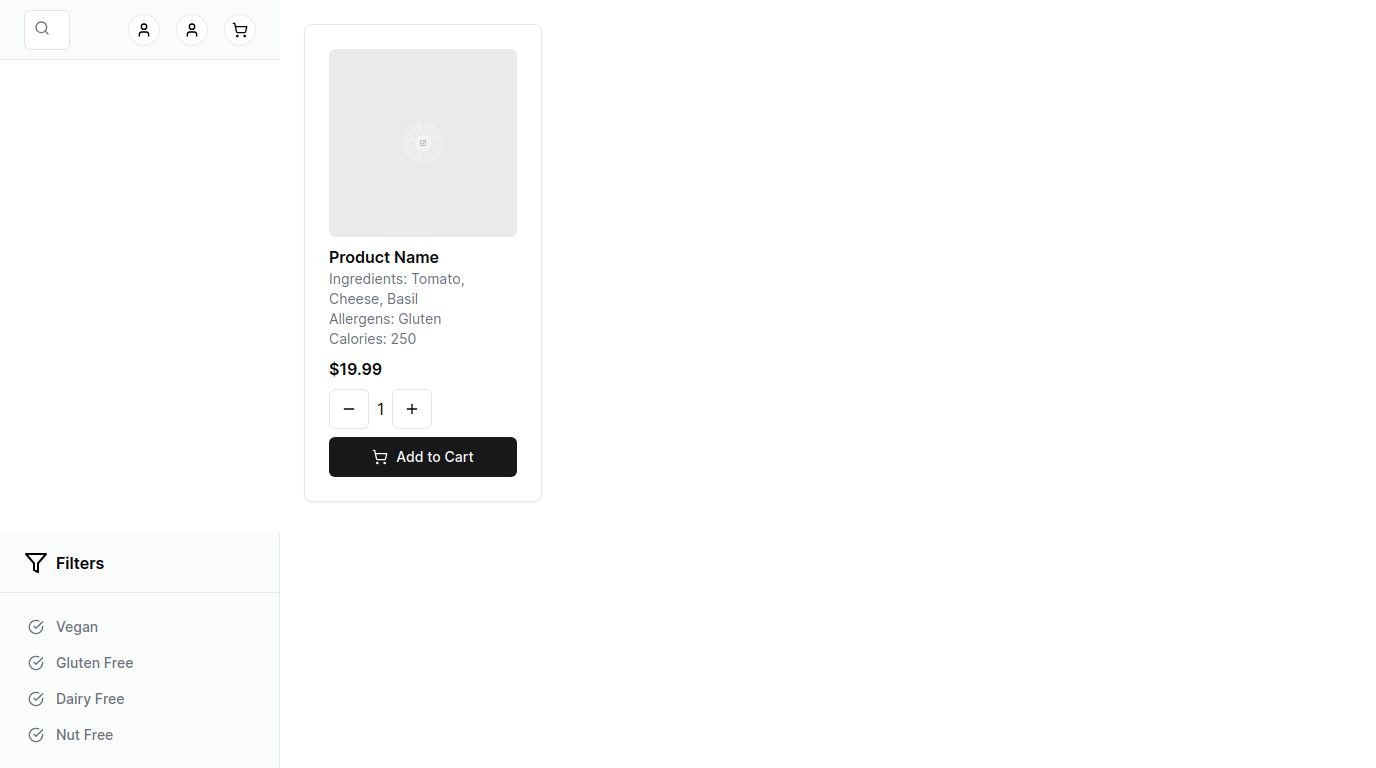 Product Name
Ingredients: Tomato,
Cheese, Basil
Allergens: Gluten
Calories: 250
$19.99
1
Add to Cart
Filters
Vegan
Gluten Free
Dairy Free
Nut Free